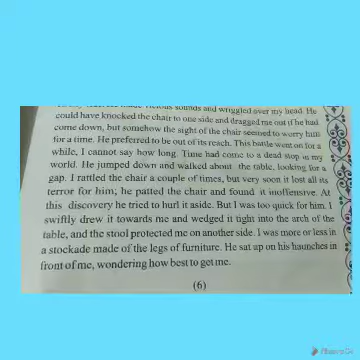 sounds and wriggled over my head. He
could have knocked the chair to one side and dragged me out if he had
come down, but somehow the sight of the chair seemed to worry him
for a time. He preferred to be out of its reach. This battle went on for a
while, I cannot say how long. Time had come to a dead stop in my
world. He jumped down and walked about the table, looking for a
gap. I rattled the chair a couple of times, but very soon it lost all its
terror for him; he patted the chair and found it inoffensive. At
this discovery he tried to hurl it aside. But I was too quick for him. I
swiftly drew it towards me and wedged it tight into the arch of the
table, and the stool protected me on another side. I was more or less in
a stockade made of the legs of furniture. He sat up on his haunches in
front of me, wondering how best to get me.
(6)